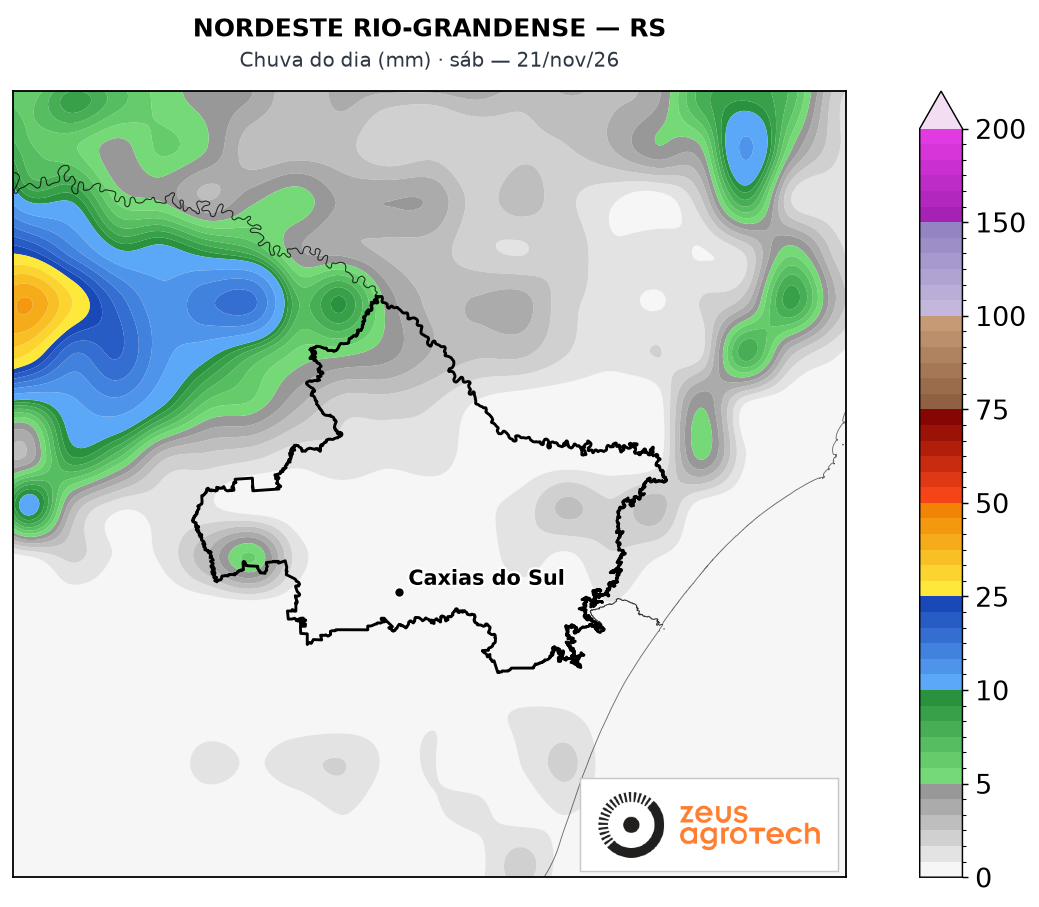 NORDESTE RIO-GRANDENSE — RS
Chuva do dia (mm) · sáb — 21/nov/26
200
150
100
75
50
25
10
5
0
Caxias do Sul
zeus
agrotech